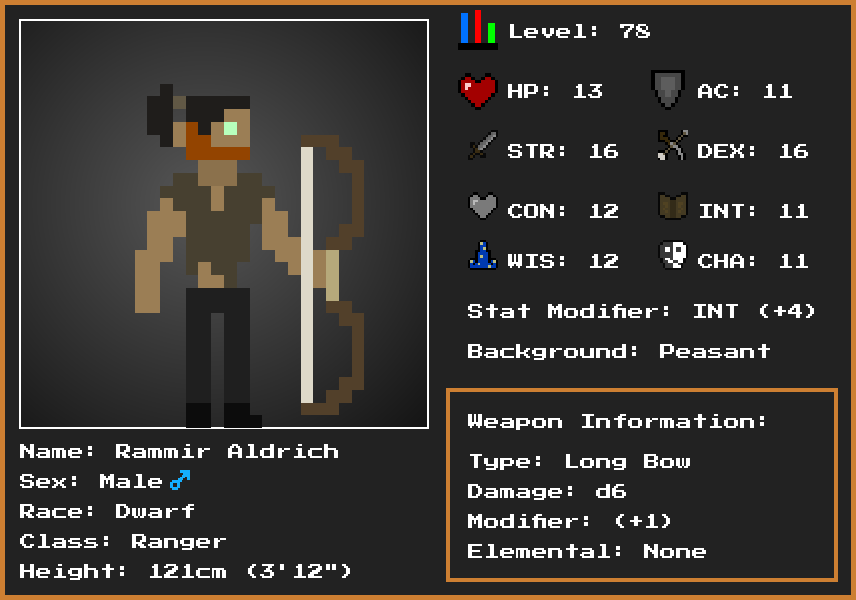 Level: 78
HP: 13 AC: 11
STR: 16 DEX: 16
CON: 12 INT: 11
WIS: 12 CHA: 11
Stat Modifier: INT (+4)
Background: Peasant
Weapon Information:
Type: Long Bow
Damage: d6
Modifier: (+1)
Elemental: None
Name: Rammir Aldrich
Sex: Male ♂
Race: Dwarf
Class: Ranger
Height: 121cm (3'12")